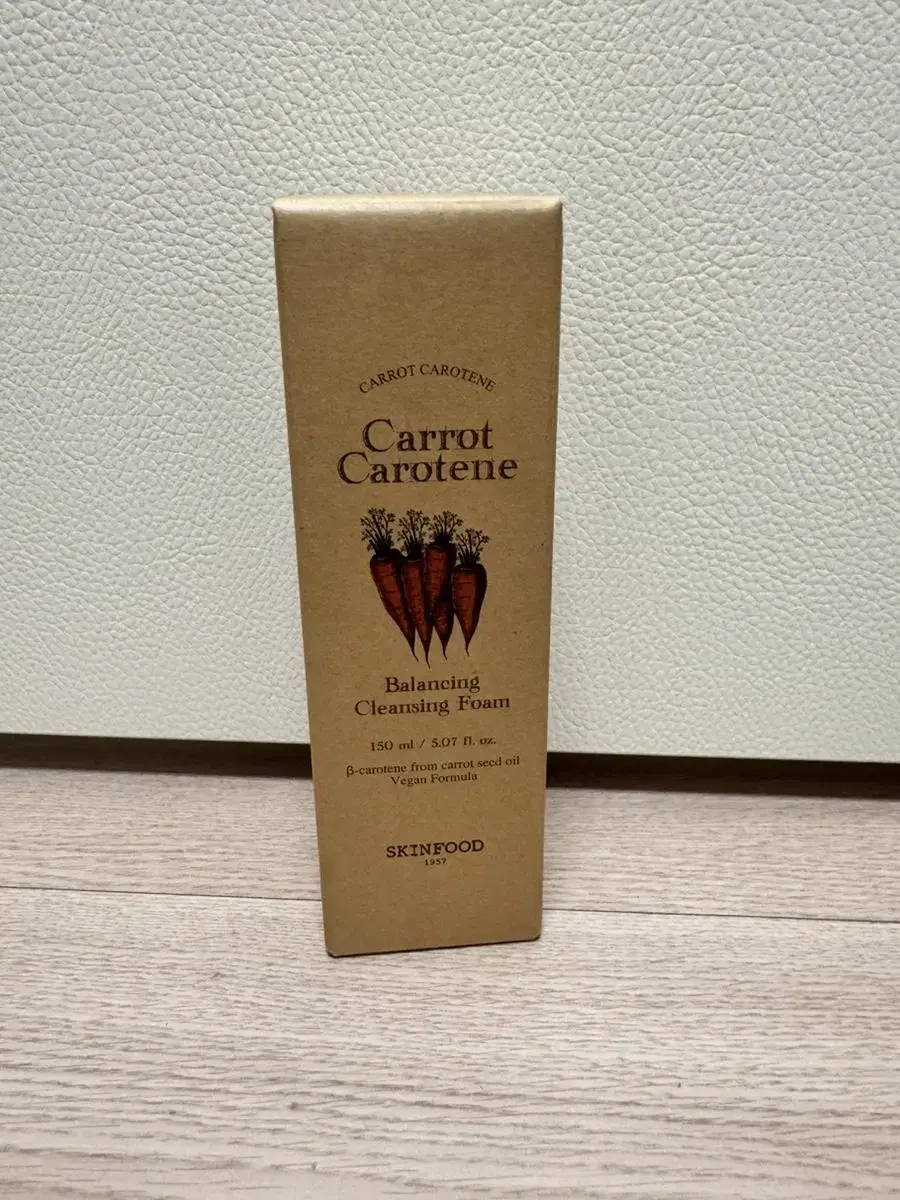 CARROT CAROTENE
Carrot
Carotene
Balancing
Cleansing Foam
150 ml / 5.07 fl. oz.
β-carotene from carrot seed oil
Vegan Formula
SKINFOOD
1957